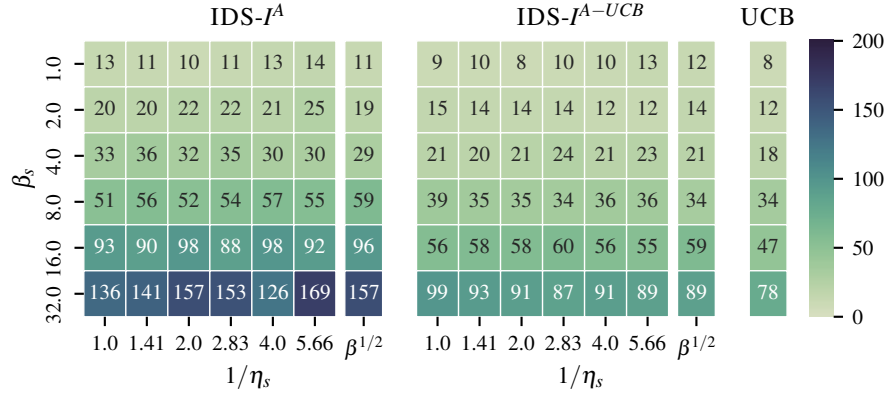 IDS-I^A IDS-I^{A−UCB} UCB
1.0 13 11 10 11 13 14 11 9 10 8 10 10 13 12 8 200
2.0 20 20 22 22 21 25 19 15 14 14 12 12 14 14 12 150
4.0 33 36 32 35 30 30 29 21 20 21 24 21 23 21 18
β_s 100
8.0 51 56 52 54 57 55 59 39 35 35 34 36 36 34 34
16.0 93 90 98 88 98 92 96 56 58 58 60 56 55 59 47 50
32.0 136 141 157 153 126 169 157 99 93 91 87 91 89 89 78 0
1.0 1.41 2.0 2.83 4.0 5.66 β^{1/2} 1.0 1.41 2.0 2.83 4.0 5.66 β^{1/2}
1/η_s 1/η_s